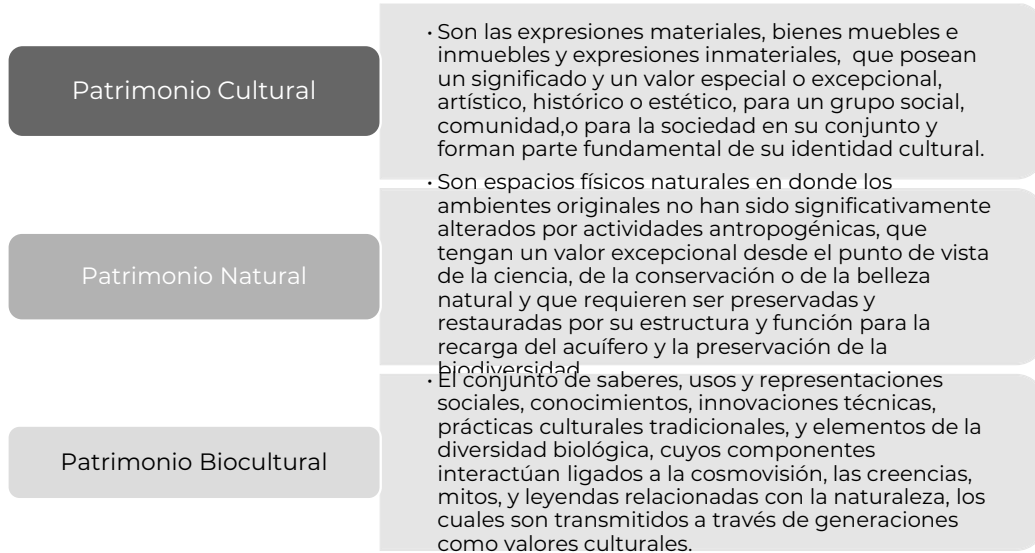 Patrimonio Cultural
· Son las expresiones materiales, bienes muebles e
inmuebles y expresiones inmateriales, que posean
un significado y un valor especial o excepcional,
artístico, histórico o estético, para un grupo social,
comunidad,o para la sociedad en su conjunto y
forman parte fundamental de su identidad cultural.
Patrimonio Natural
· Son espacios físicos naturales en donde los
ambientes originales no han sido significativamente
alterados por actividades antropogénicas, que
tengan un valor excepcional desde el punto de vista
de la ciencia, de la conservación o de la belleza
natural y que requieren ser preservadas y
restauradas por su estructura y función para la
recarga del acuífero y la preservación de la
biodiversidad
Patrimonio Biocultural
· El conjunto de saberes, usos y representaciones
sociales, conocimientos, innovaciones técnicas,
prácticas culturales tradicionales, y elementos de la
diversidad biológica, cuyos componentes
interactúan ligados a la cosmovisión, las creencias,
mitos, y leyendas relacionadas con la naturaleza, los
cuales son transmitidos a través de generaciones
como valores culturales.